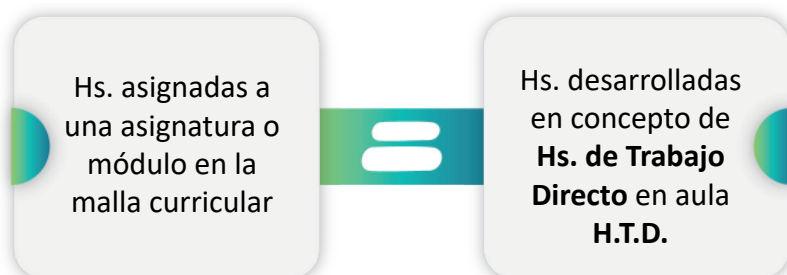 Hs. asignadas a
una asignatura o
módulo en la
malla curricular
=
Hs. desarrolladas
en concepto de
Hs. de Trabajo
Directo en aula
H.T.D.